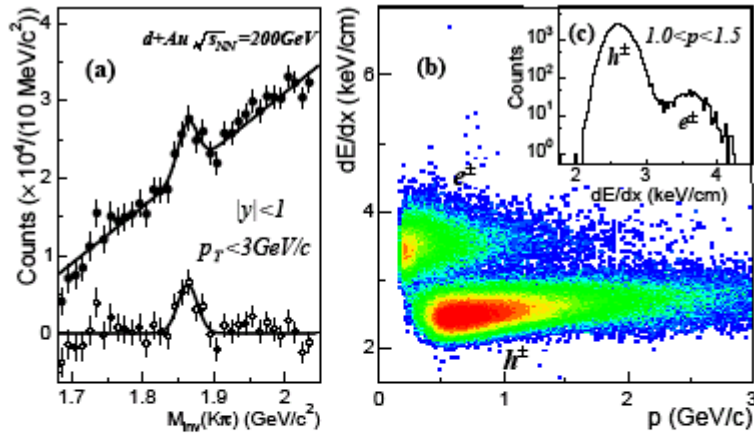 Counts (× 10⁴/(10 MeV/c²)
4
3
2
1
0
d+Au √s_NN=200GeV
(a)
|y|<1
p_T<3GeV/c
1.7
1.8
1.9
2
M_inv(Kπ) (GeV/c²)
dE/dx (keV/cm)
6
4
2
(b)
e±
h±
0
1
2
3
p (GeV/c)
Counts
10³
10²
10¹
10⁰
(c)
1.0<p<1.5
h±
e±
2
3
4
dE/dx (keV/cm)